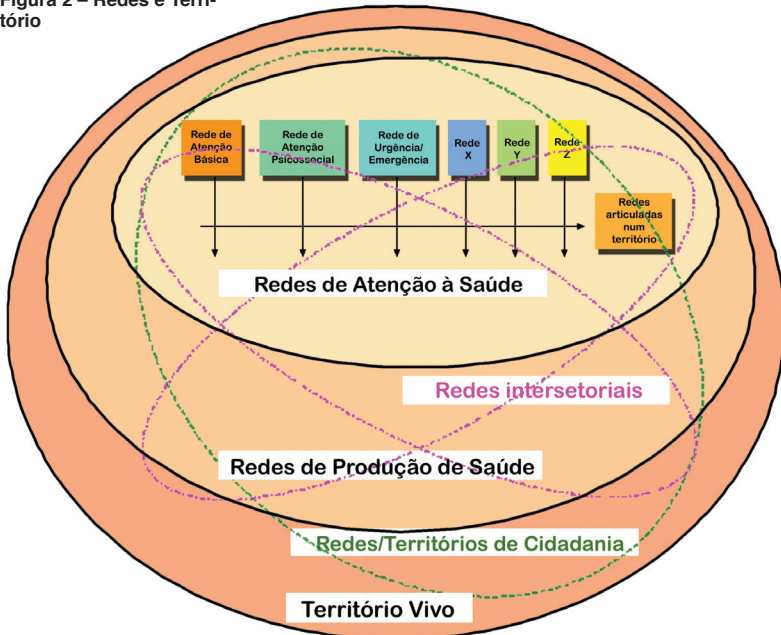 Figura 2 – Redes e Terri-
tório
Rede de
Atenção
Básica
Rede de
Atenção
Psicosocial
Rede de
Urgência/
Emergência
Rede
X
Rede
Y
Rede
Z
Redes
articuladas
num
território
Redes de Atenção à Saúde
Redes intersetoriais
Redes de Produção de Saúde
Redes/Territórios de Cidadania
Território Vivo